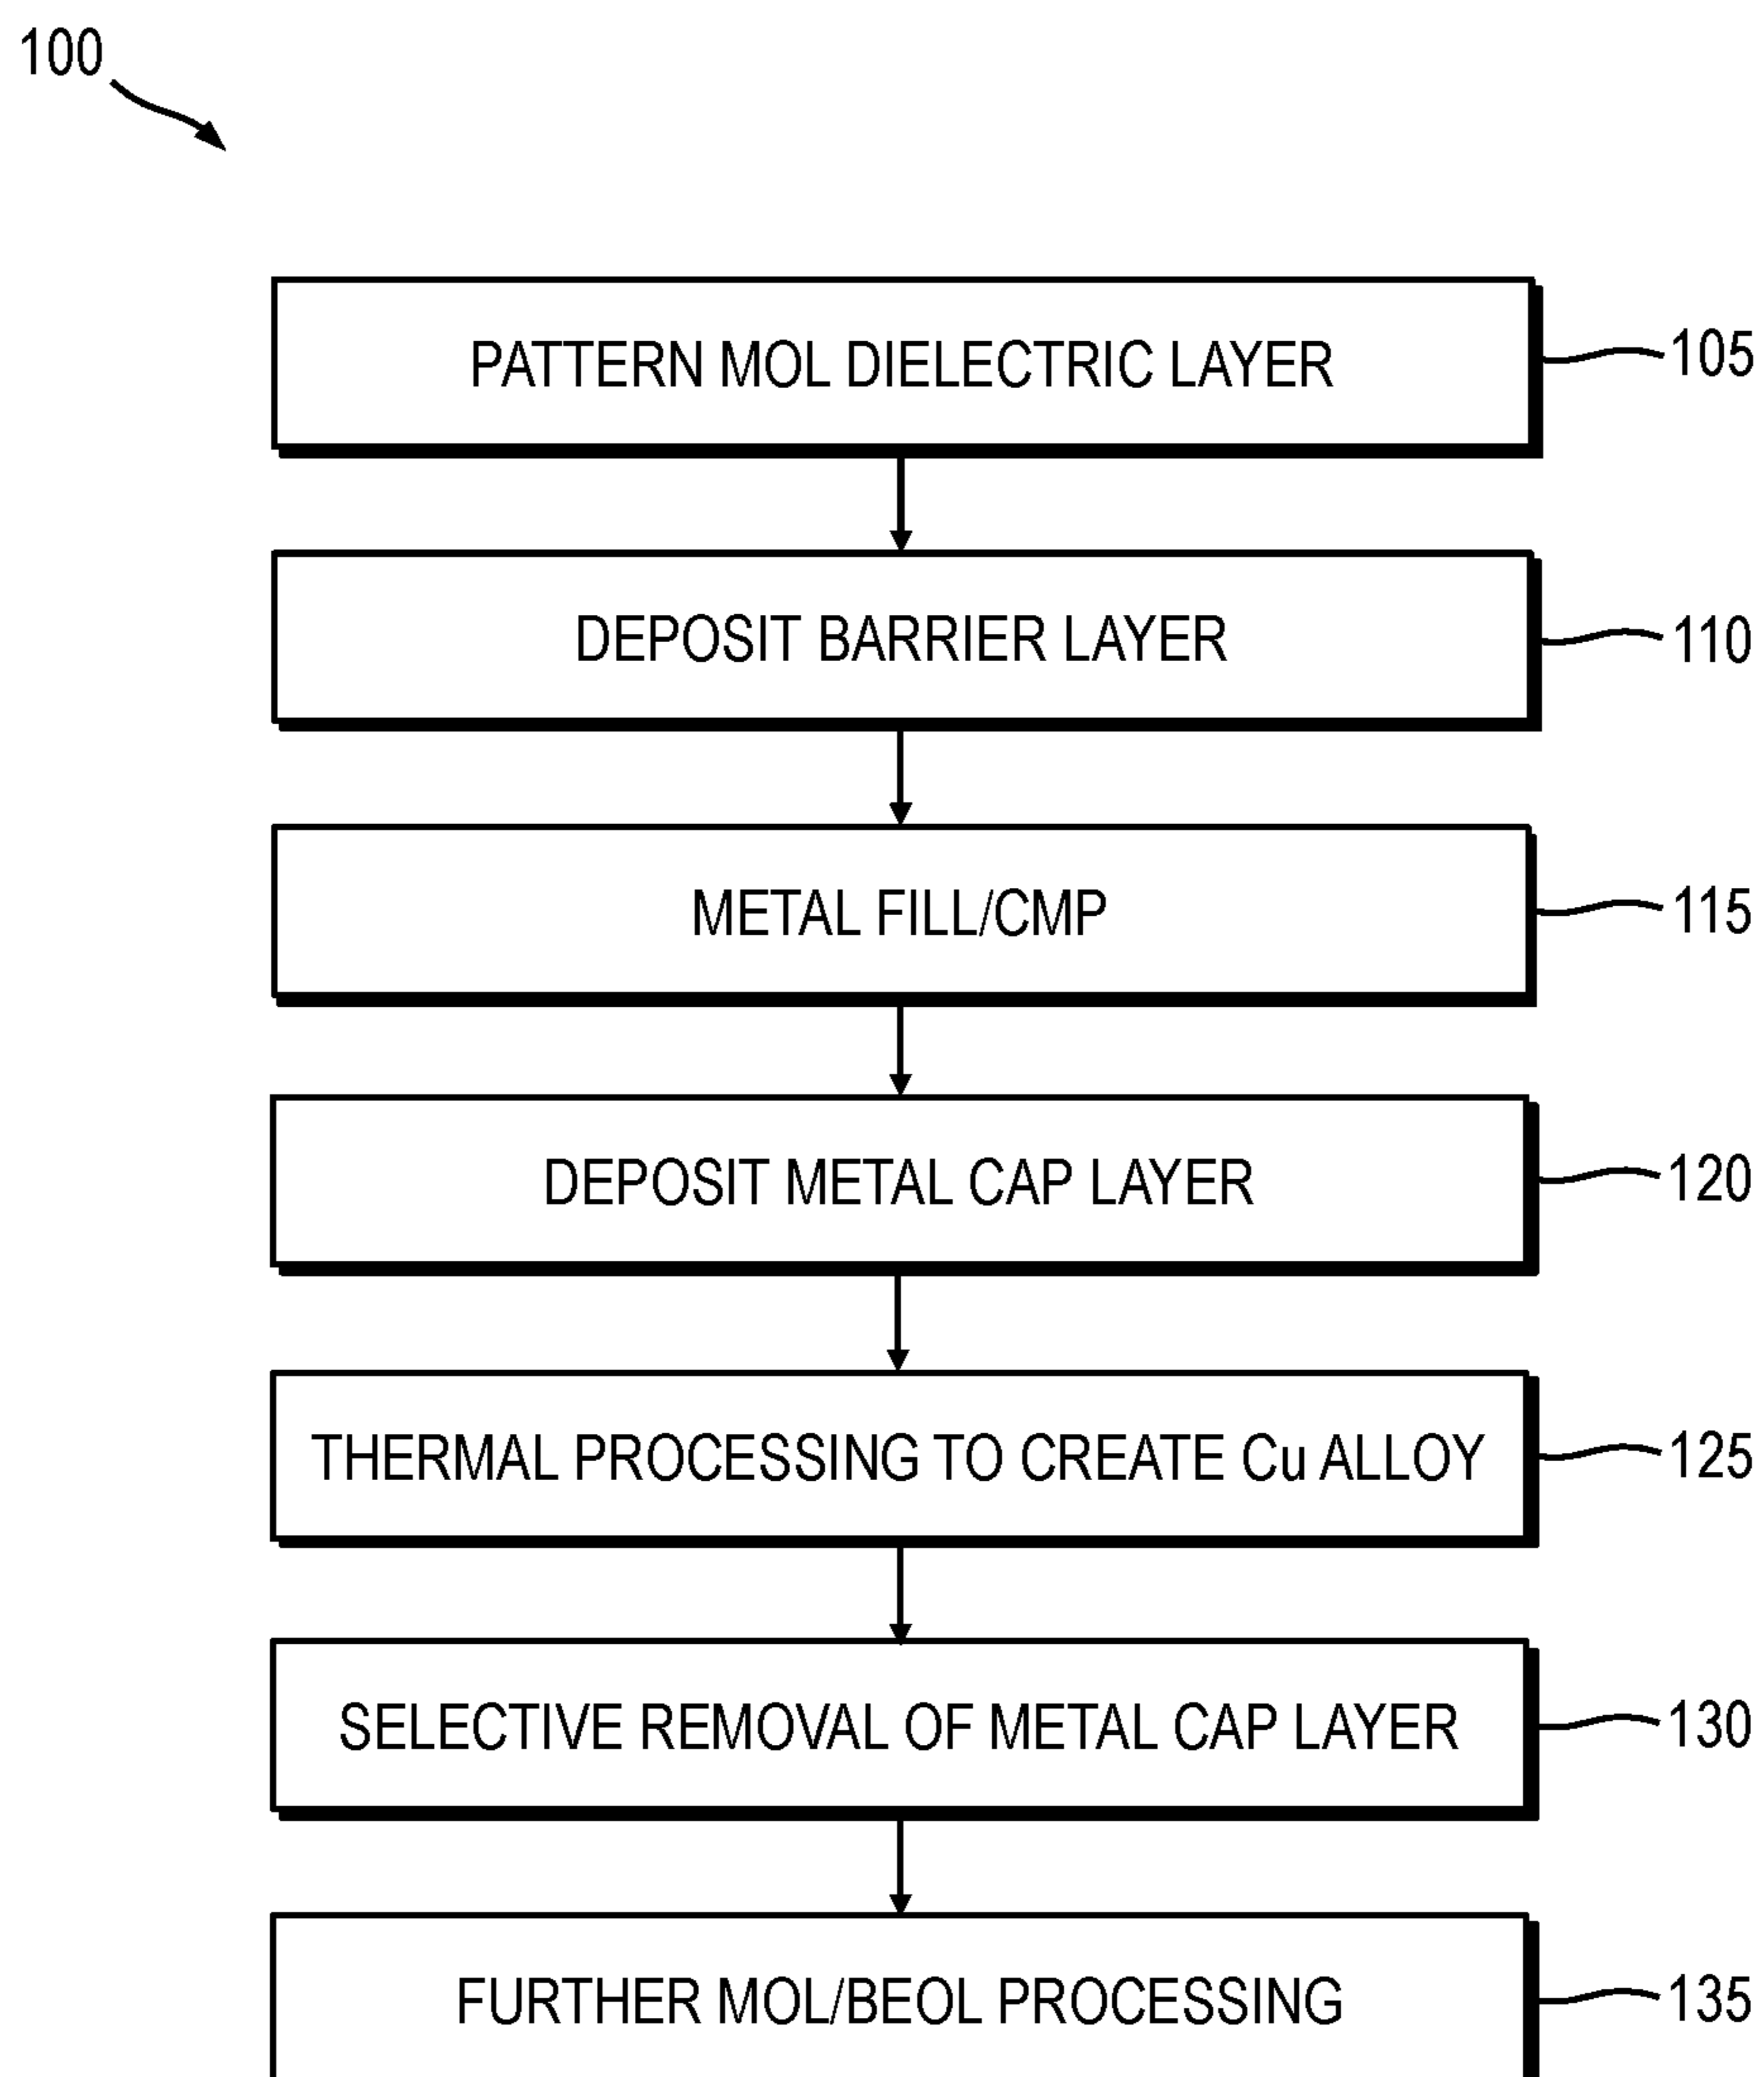 100
PATTERN MOL DIELECTRIC LAYER 105
DEPOSIT BARRIER LAYER 110
METAL FILL/CMP 115
DEPOSIT METAL CAP LAYER 120
THERMAL PROCESSING TO CREATE Cu ALLOY 125
SELECTIVE REMOVAL OF METAL CAP LAYER 130
FURTHER MOL/BEOL PROCESSING 135